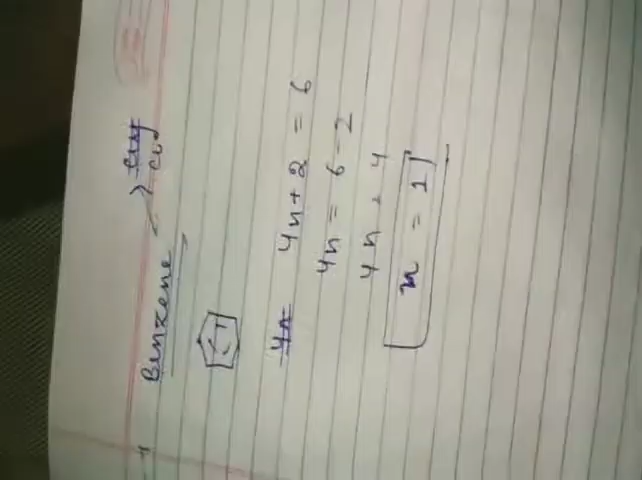 Benzene
4n + 2 = 6
4n = 6 - 2
4n = 4
n = 1